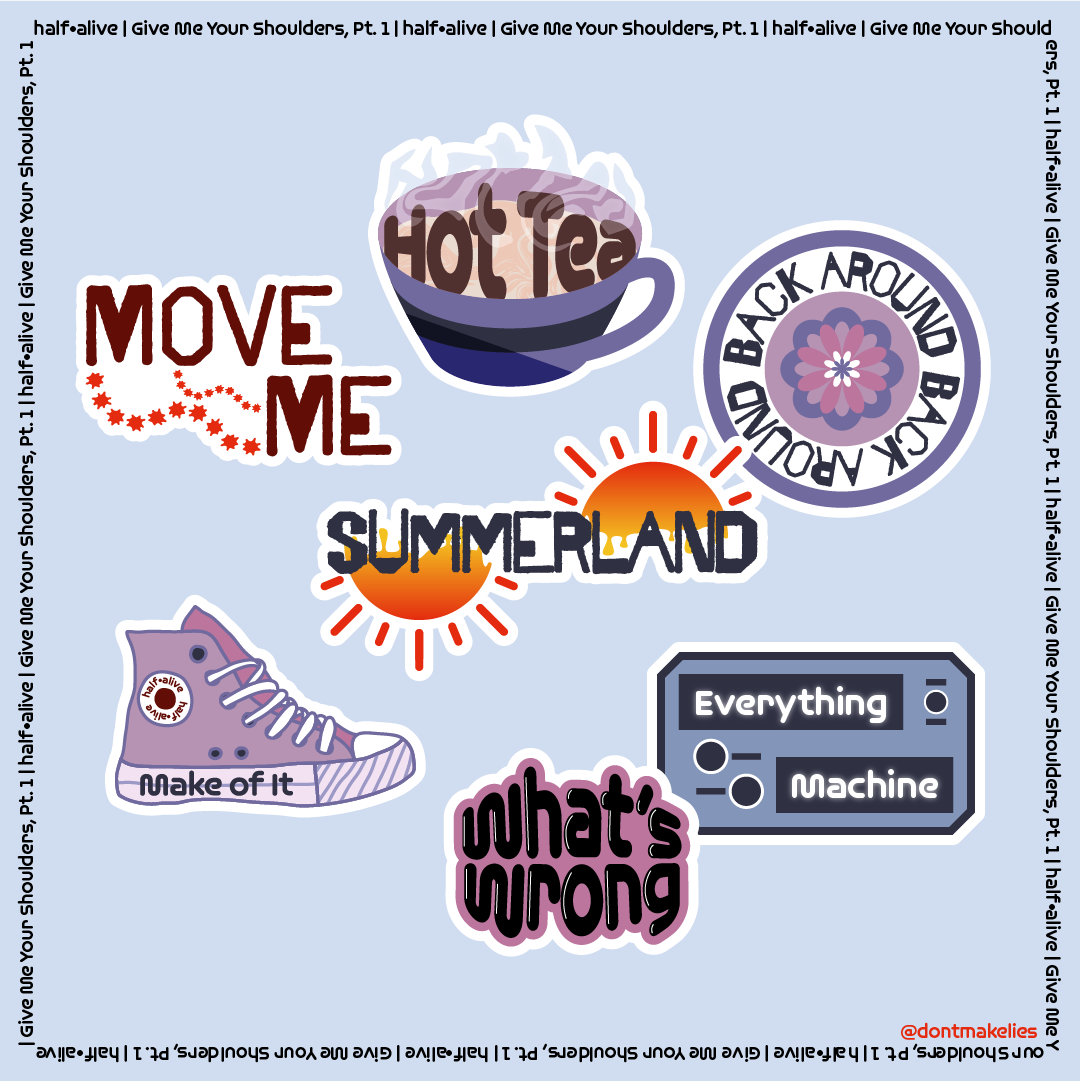 half•alive | Give Me Your Shoulders, Pt. 1 | half•alive | Give Me Your Shoulders, Pt. 1 | half•alive | Give Me Your Should
ers, Pt. 1 | half•alive | Give Me Your Shoulders, Pt. 1 | half•alive | Give Me Your Shoulders, Pt. 1 | half•alive | Give Me Y
our Shoulders, Pt. 1 | half•alive | Give Me Your Shoulders, Pt. 1 | half•alive | Give Me Your Shoulders, Pt. 1 | half•alive
| Give Me Your Shoulders, Pt. 1 | half•alive | Give Me Your Shoulders, Pt. 1 | half•alive | Give Me Your Shoulders, Pt. 1
Hot Tea
BACK AROUND BACK AROUND
MOVE
ME
SUMMERLAND
half•alive half•alive
Make of It
Everything
Machine
What's
Wrong
@dontmakelies